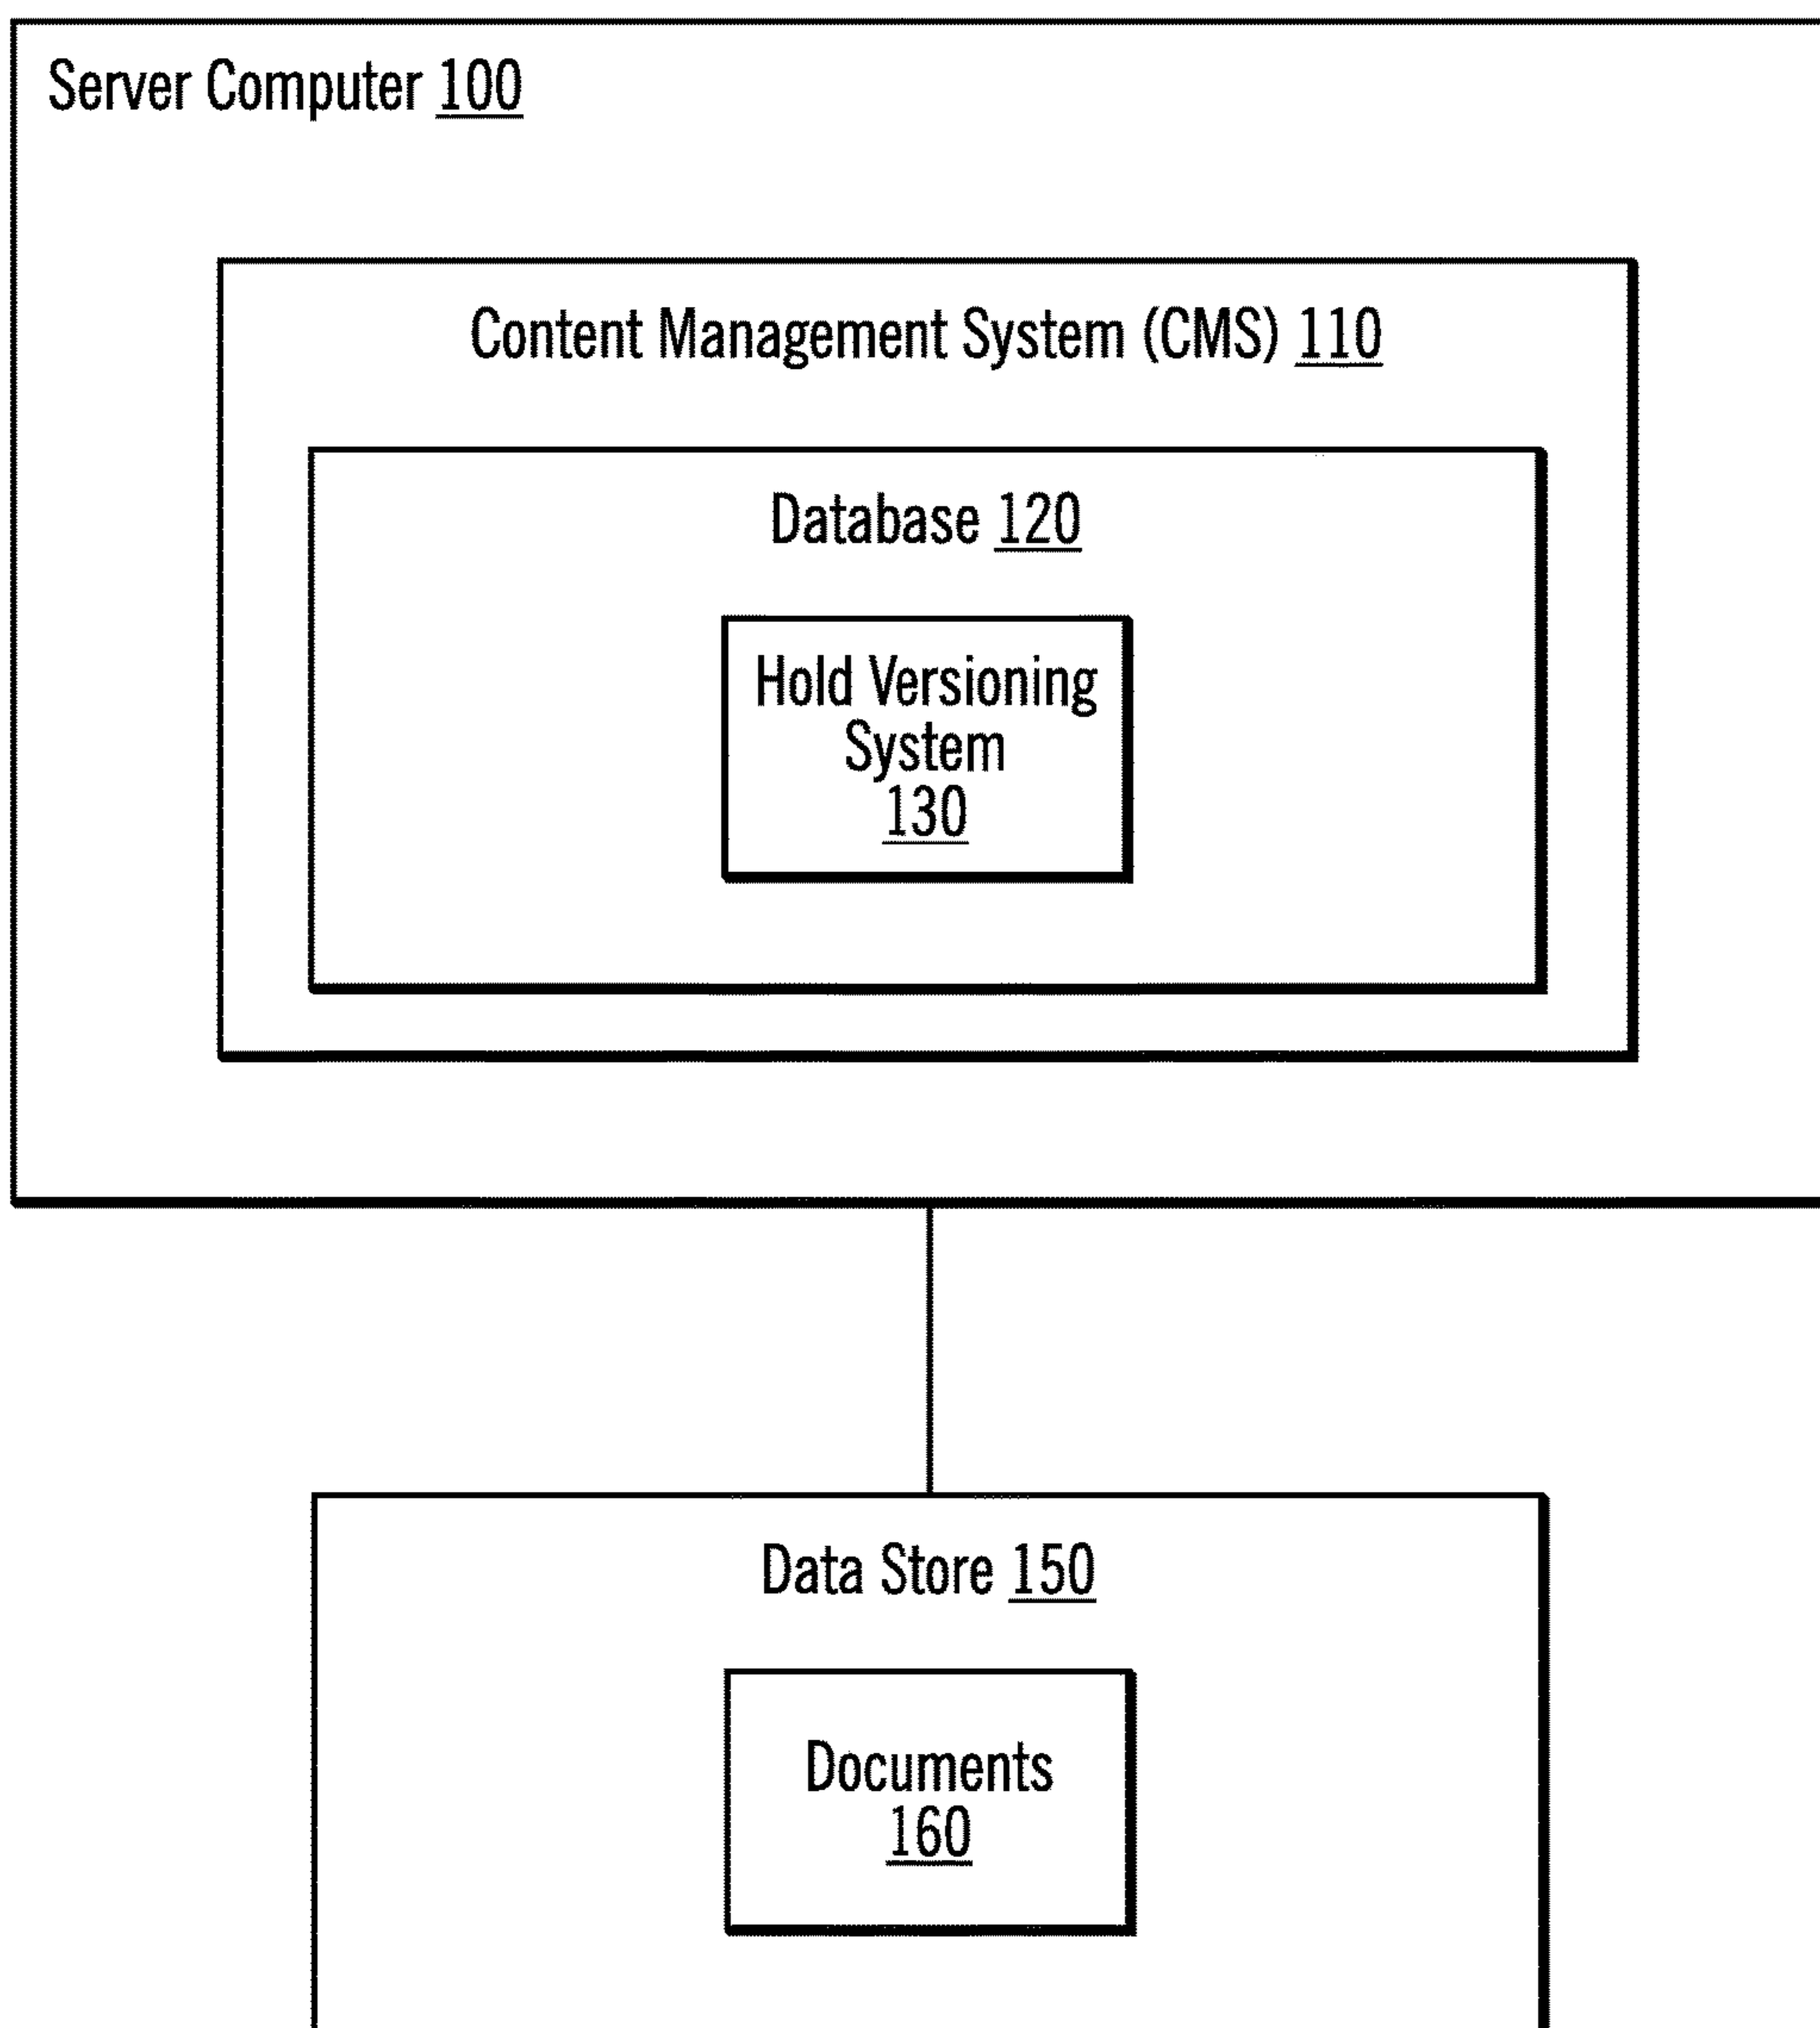 Server Computer 100
Content Management System (CMS) 110
Database 120
Hold Versioning
System
130
Data Store 150
Documents
160